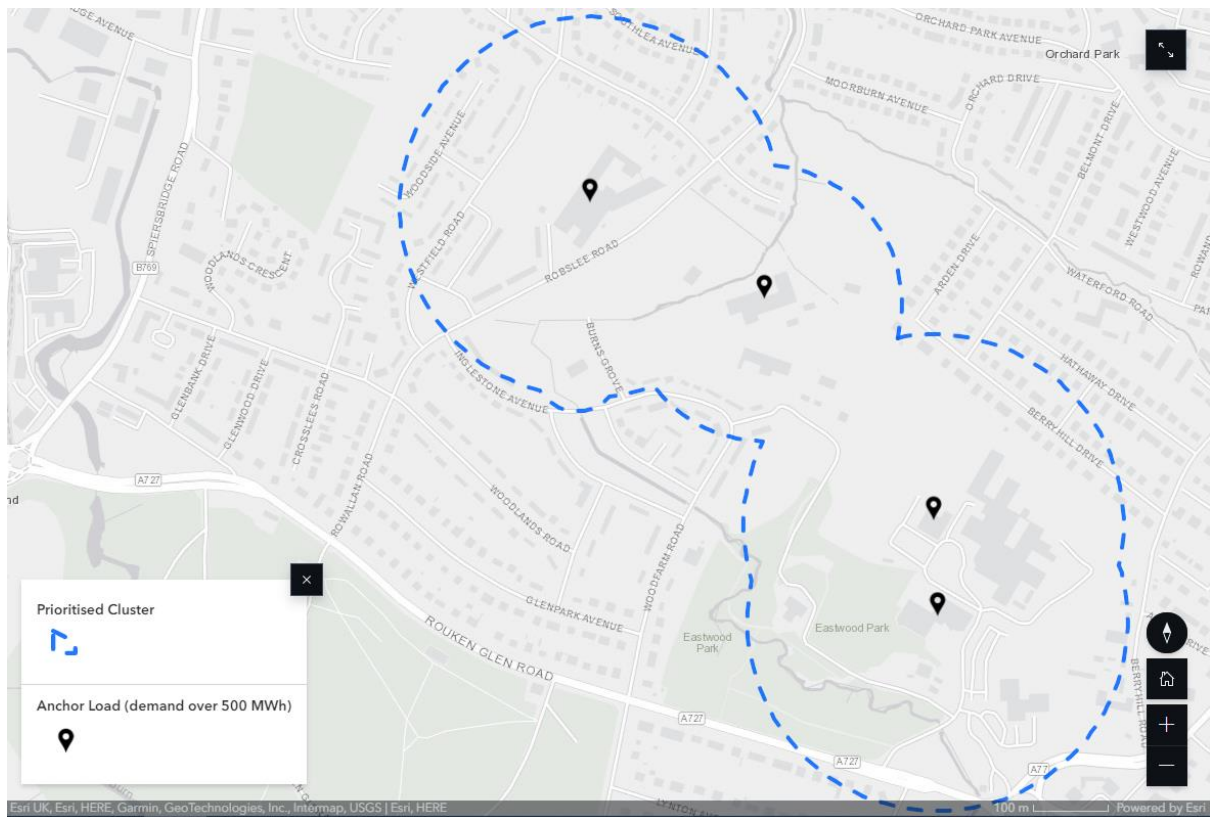 SOUTHLEA AVENUE
ORCHARD PARK AVENUE
Orchard Park
MOORBURN AVENUE
ORCHARD DRIVE
BELMONT DRIVE
WESTWOOD AVENUE
SPIERSBRIDGE ROAD
WOODSIDE AVENUE
WESTFIELD ROAD
ROBSLEE ROAD
WOODLANDS CRESCENT
B769
ARDEN DRIVE
WATERFORD ROAD
BURNS GROVE
INGLESTONE AVENUE
GLENBANK DRIVE
GLENWOOD DRIVE
CROSSLEES ROAD
HATHAWAY DRIVE
BERRYHILL DRIVE
A727
ROWALLAN ROAD
WOODLANDS ROAD
WOODFARM ROAD
GLENPARK AVENUE
ROUKEN GLEN ROAD
Eastwood
Park
Eastwood Park
BERRYHILL ROAD
A727
A727
A77
Prioritised Cluster
Anchor Load (demand over 500 MWh)
LYNTON AVENUE
Esri UK, Esri, HERE, Garmin, GeoTechnologies, Inc., Intermap, USGS | Esri, HERE
100 m
Powered by Esri